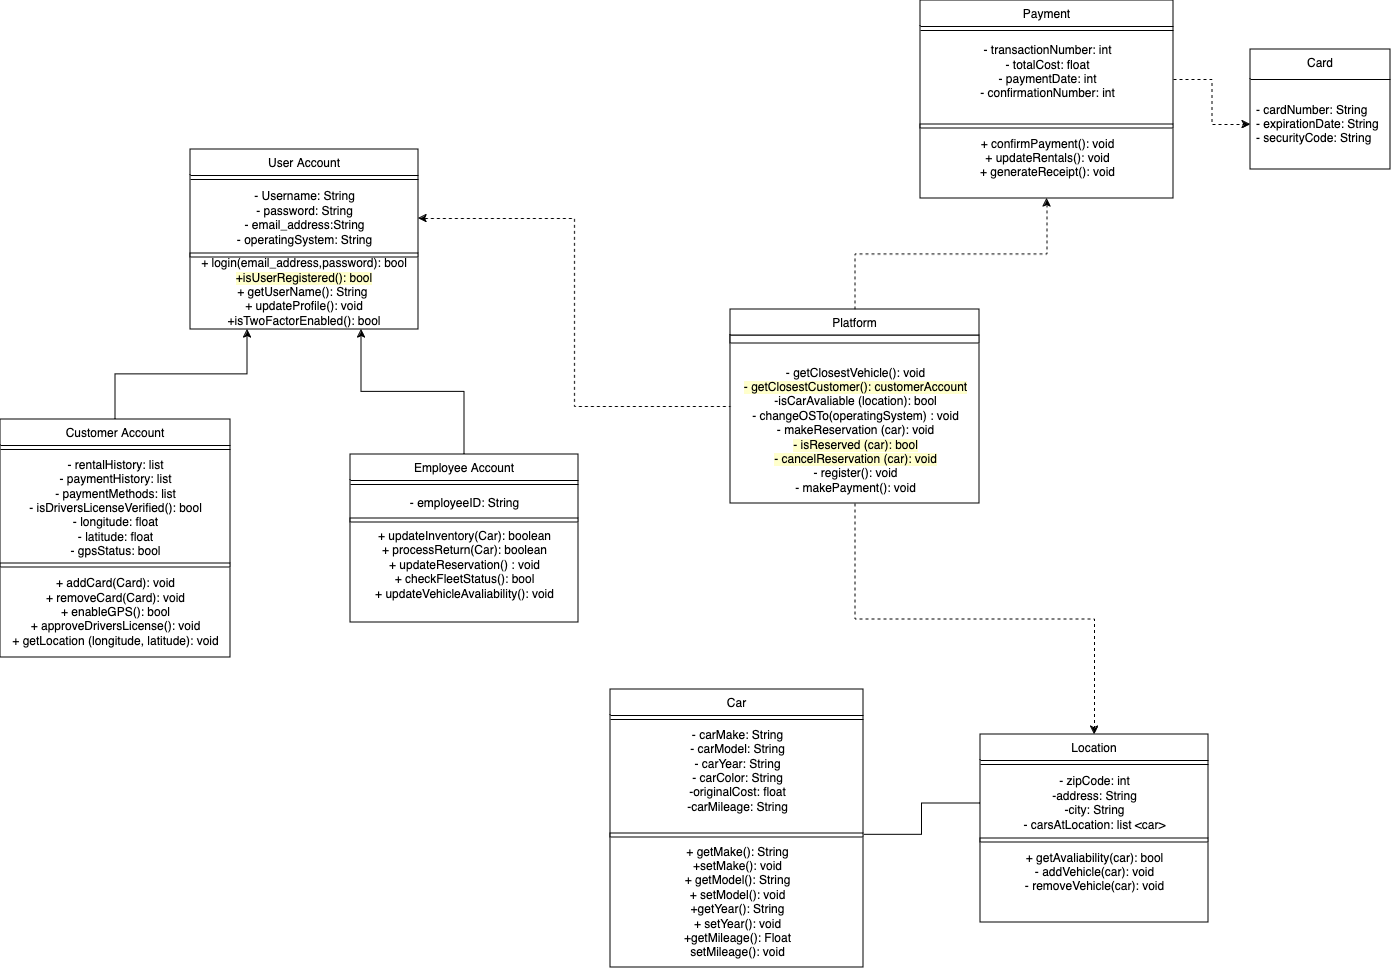 Payment
- transactionNumber: int
- totalCost: float
- paymentDate: int
- confirmationNumber: int
+ confirmPayment(): void
+ updateRentals(): void
+ generateReceipt(): void
Card
- cardNumber: String
- expirationDate: String
- securityCode: String
User Account
- Username: String
- password: String
- email_address:String
- operatingSystem: String
+ login(email_address,password): bool
+isUserRegistered(): bool
+ getUserName(): String
+ updateProfile(): void
+isTwoFactorEnabled(): bool
Platform
- getClosestVehicle(): void
- getClosestCustomer(): customerAccount
-isCarAvaliable (location): bool
- changeOSTo(operatingSystem) : void
- makeReservation (car): void
- isReserved (car): bool
- cancelReservation (car): void
- register(): void
- makePayment(): void
Customer Account
- rentalHistory: list
- paymentHistory: list
- paymentMethods: list
- isDriversLicenseVerified(): bool
- longitude: float
- latitude: float
- gpsStatus: bool
+ addCard(Card): void
+ removeCard(Card): void
+ enableGPS(): bool
+ approveDriversLicense(): void
+ getLocation (longitude, latitude): void
Employee Account
- employeeID: String
+ updateInventory(Car): boolean
+ processReturn(Car): boolean
+ updateReservation() : void
+ checkFleetStatus(): bool
+ updateVehicleAvaliability(): void
Car
- carMake: String
- carModel: String
- carYear: String
- carColor: String
-originalCost: float
-carMileage: String
+ getMake(): String
+setMake(): void
+ getModel(): String
+ setModel(): void
+getYear(): String
+ setYear(): void
+getMileage(): Float
setMileage(): void
Location
- zipCode: int
-address: String
-city: String
- carsAtLocation: list <car>
+ getAvaliability(car): bool
- addVehicle(car): void
- removeVehicle(car): void